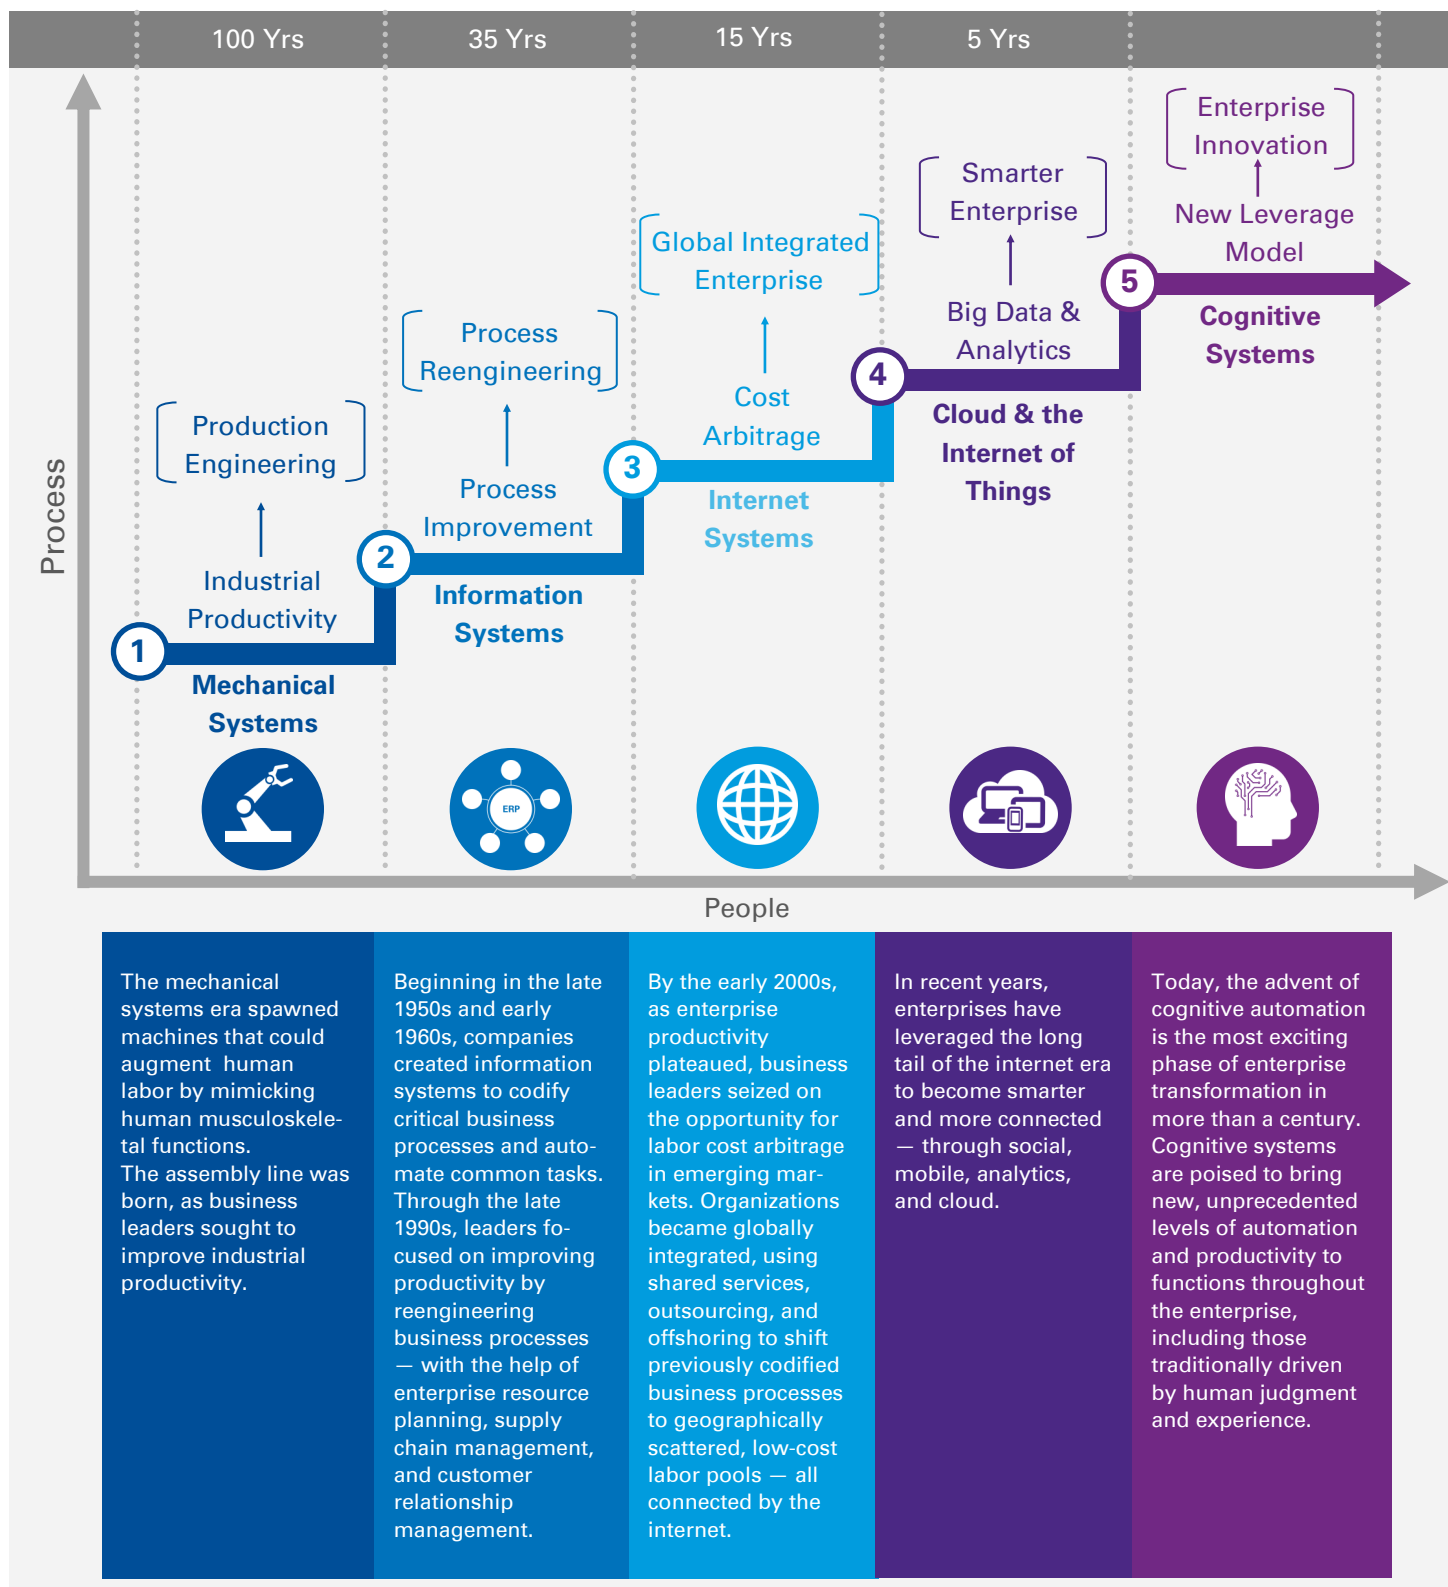 100 Yrs
35 Yrs
15 Yrs
5 Yrs
Process
Production
Engineering
Industrial
Productivity
1
Mechanical
Systems
Process
Reengineering
Process
Improvement
2
Information
Systems
ERP
Global Integrated
Enterprise
Cost
Arbitrage
3
Internet
Systems
Smarter
Enterprise
Big Data &
Analytics
4
Cloud & the
Internet of
Things
Enterprise
Innovation
New Leverage
Model
5
Cognitive
Systems
People
The mechanical
systems era spawned
machines that could
augment human
labor by mimicking
human musculoskele-
tal functions.
The assembly line was
born, as business
leaders sought to
improve industrial
productivity.
Beginning in the late
1950s and early
1960s, companies
created information
systems to codify
critical business
processes and auto-
mate common tasks.
Through the late
1990s, leaders fo-
cused on improving
productivity by
reengineering
business processes
— with the help of
enterprise resource
planning, supply
chain management,
and customer
relationship
management.
By the early 2000s,
as enterprise
productivity
plateaued, business
leaders seized on
the opportunity for
labor cost arbitrage
in emerging mar-
kets. Organizations
became globally
integrated, using
shared services,
outsourcing, and
offshoring to shift
previously codified
business processes
to geographically
scattered, low-cost
labor pools — all
connected by the
internet.
In recent years,
enterprises have
leveraged the long
tail of the internet era
to become smarter
and more connected
— through social,
mobile, analytics,
and cloud.
Today, the advent of
cognitive automation
is the most exciting
phase of enterprise
transformation in
more than a century.
Cognitive systems
are poised to bring
new, unprecedented
levels of automation
and productivity to
functions throughout
the enterprise,
including those
traditionally driven
by human judgment
and experience.